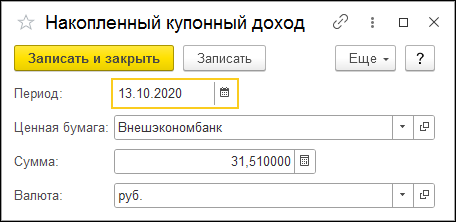 Накопленный купонный доход
Записать и закрыть Записать Еще ?
Период: 13.10.2020
Ценная бумага: Внешэкономбанк
Сумма: 31,510000
Валюта: руб.